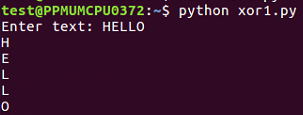 test@PPMUMCPU0372:~$ python xor1.py
Enter text: HELLO
H
E
L
L
O